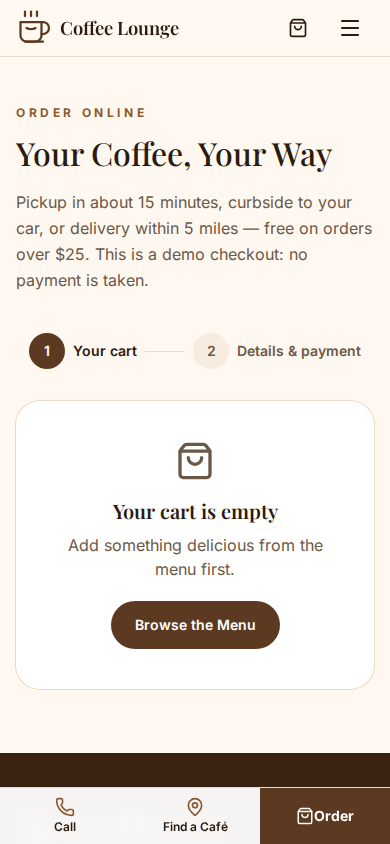 Coffee Lounge
ORDER ONLINE
Your Coffee, Your Way
Pickup in about 15 minutes, curbside to your
car, or delivery within 5 miles — free on orders
over $25. This is a demo checkout: no
payment is taken.
1 Your cart 2 Details & payment
Your cart is empty
Add something delicious from the
menu first.
Browse the Menu
Call Find a Café Order